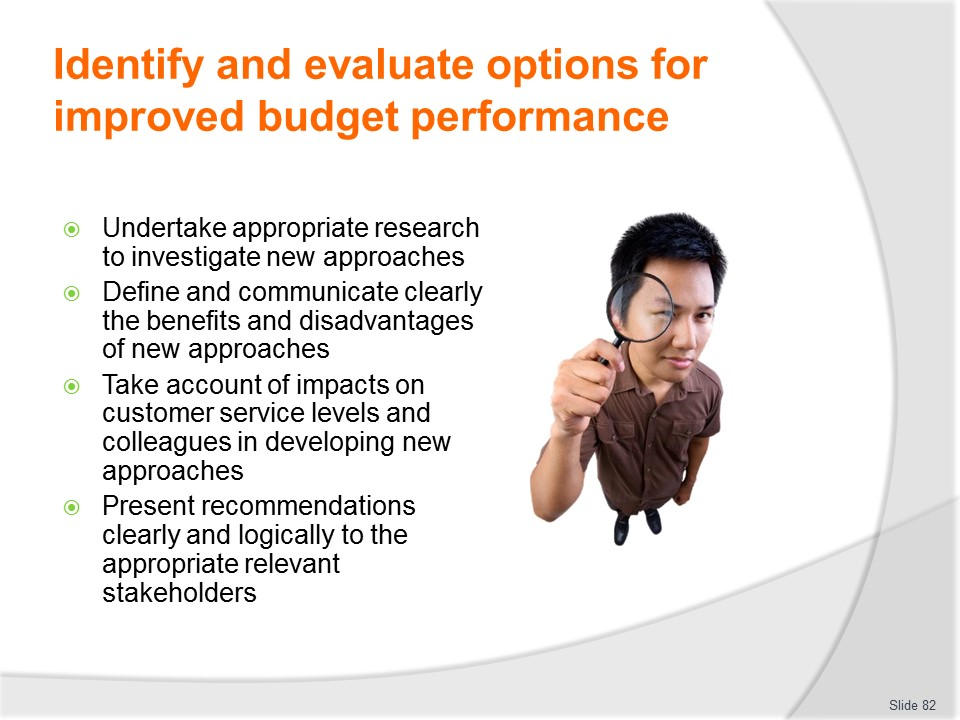 Identify and evaluate options for
improved budget performance
Undertake appropriate research
to investigate new approaches
Define and communicate clearly
the benefits and disadvantages
of new approaches
Take account of impacts on
customer service levels and
colleagues in developing new
approaches
Present recommendations
clearly and logically to the
appropriate relevant
stakeholders
Slide 82